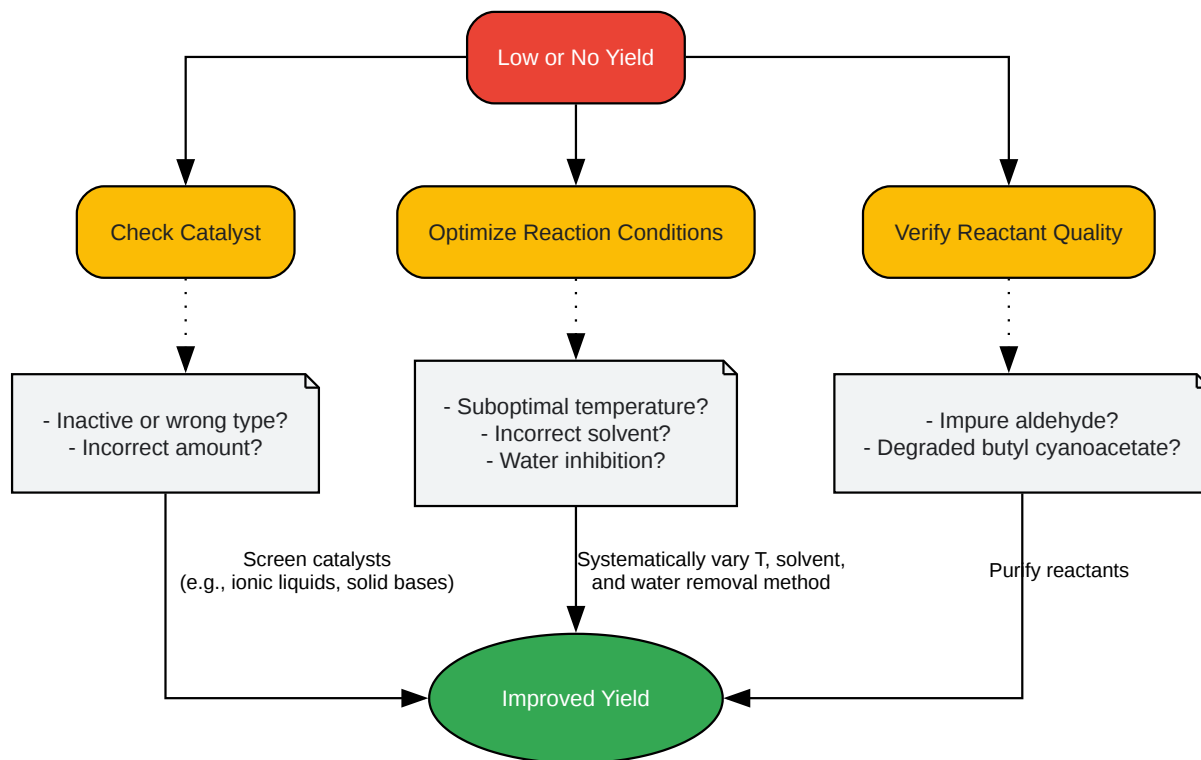 Low or No Yield
Check Catalyst
Optimize Reaction Conditions
Verify Reactant Quality
- Inactive or wrong type?
- Incorrect amount?
- Suboptimal temperature?
- Incorrect solvent?
- Water inhibition?
- Impure aldehyde?
- Degraded butyl cyanoacetate?
Screen catalysts
(e.g., ionic liquids, solid bases)
Systematically vary T, solvent,
and water removal method
Purify reactants
Improved Yield